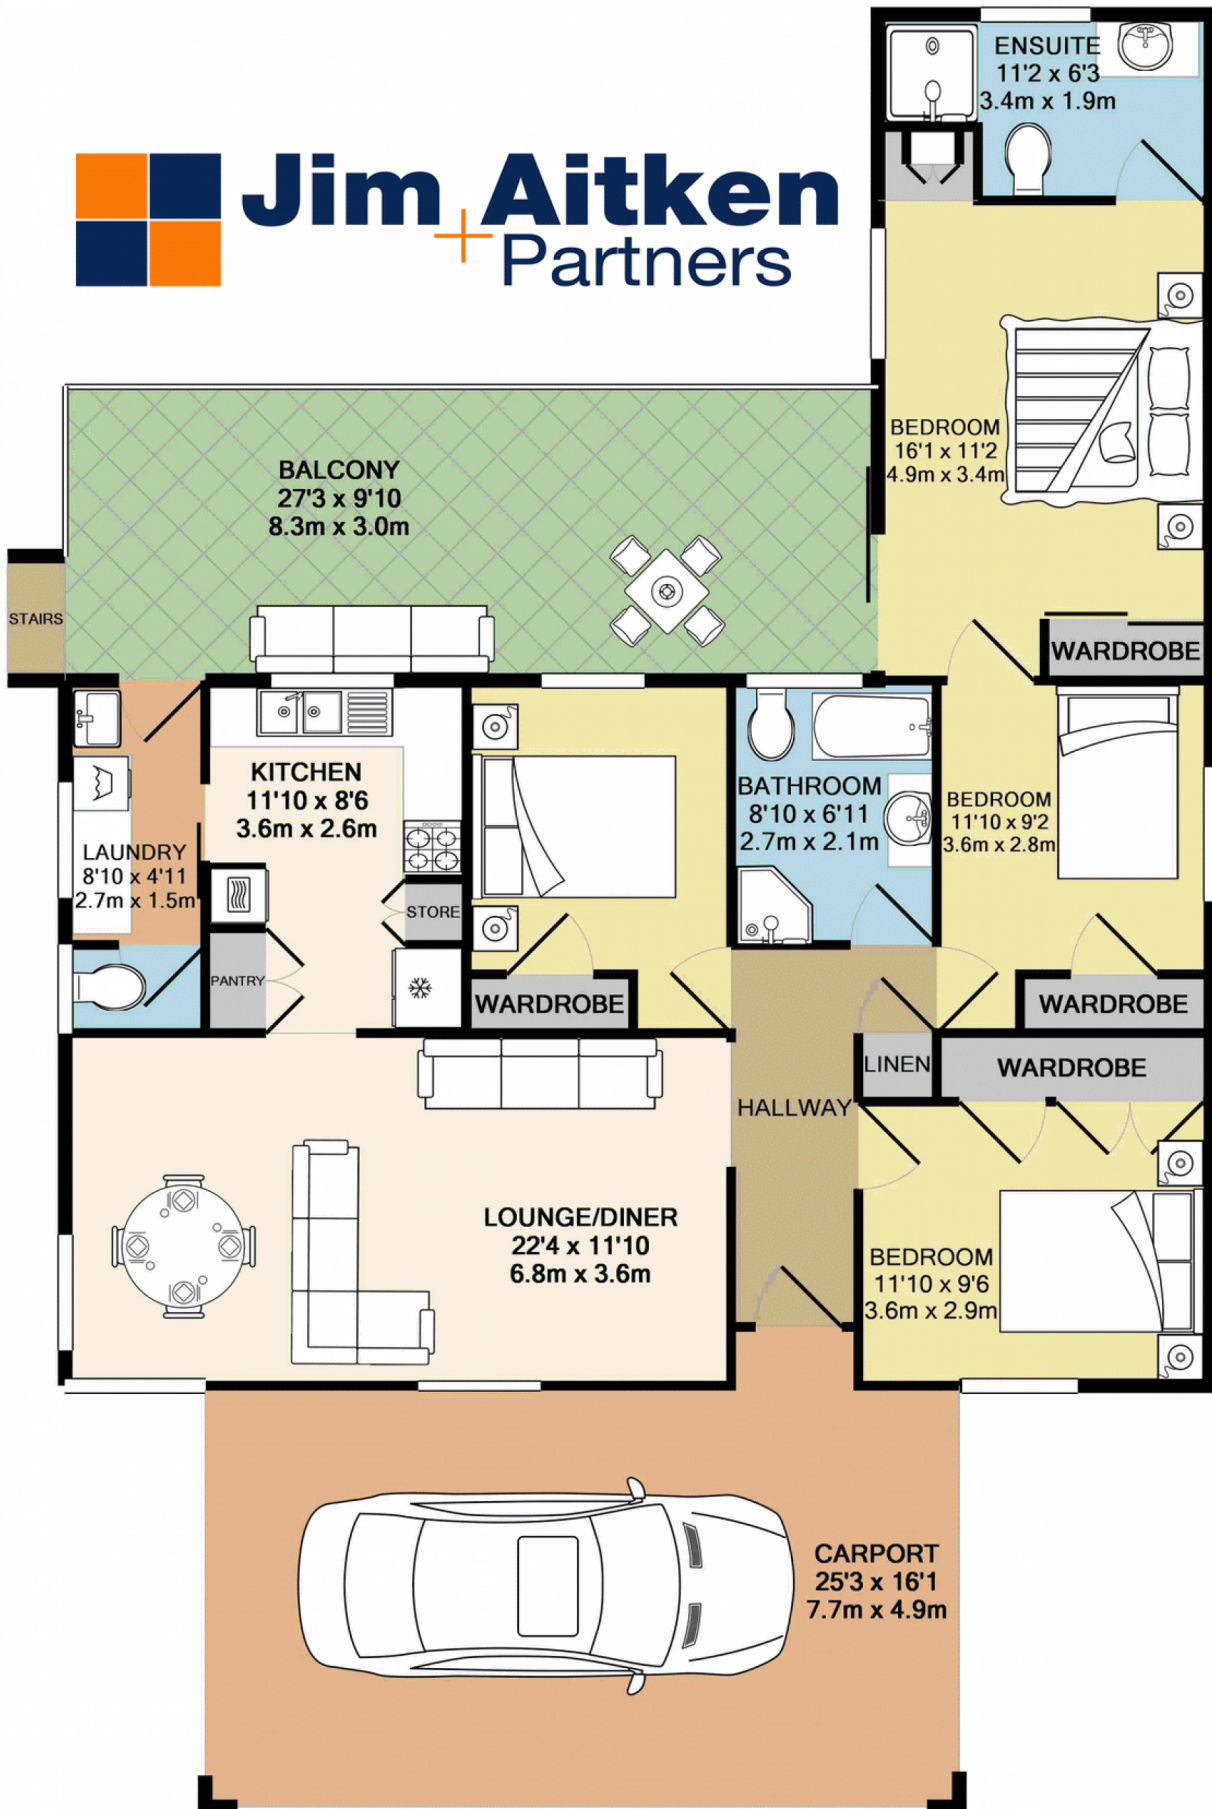 ENSUITE
11'2 x 6'3
3.4m x 1.9m
Jim Aitken
+
Partners
BEDROOM
16'1 x 11'2
4.9m x 3.4m
BALCONY
27'3 x 9'10
8.3m x 3.0m
STAIRS
WARDROBE
KITCHEN
11'10 x 8'6
3.6m x 2.6m
BATHROOM
8'10 x 6'11
2.7m x 2.1m
BEDROOM
11'10 x 9'2
3.6m x 2.8m
LAUNDRY
8'10 x 4'11
2.7m x 1.5m
STORE
PANTRY
WARDROBE
WARDROBE
LINEN
WARDROBE
HALLWAY
LOUNGE/DINER
22'4 x 11'10
6.8m x 3.6m
BEDROOM
11'10 x 9'6
3.6m x 2.9m
CARPORT
25'3 x 16'1
7.7m x 4.9m